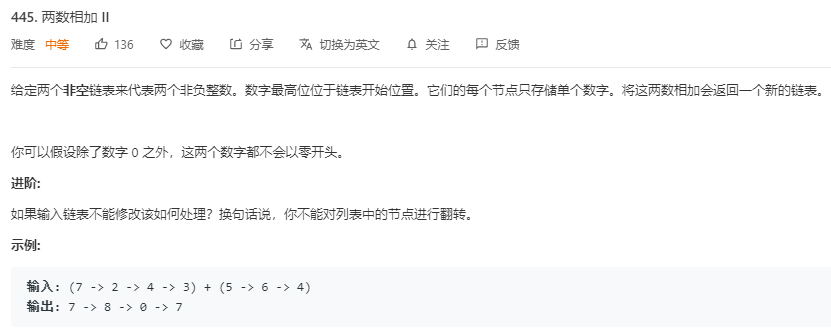 445. 两数相加 II
难度 中等 136 收藏 分享 切换为英文 关注 反馈
给定两个非空链表来代表两个非负整数。数字最高位位于链表开始位置。它们的每个节点只存储单个数字。将这两数相加会返回一个新的链表。
你可以假设除了数字 0 之外，这两个数字都不会以零开头。
进阶:
如果输入链表不能修改该如何处理？换句话说，你不能对列表中的节点进行翻转。
示例:
输入: (7 -> 2 -> 4 -> 3) + (5 -> 6 -> 4)
输出: 7 -> 8 -> 0 -> 7